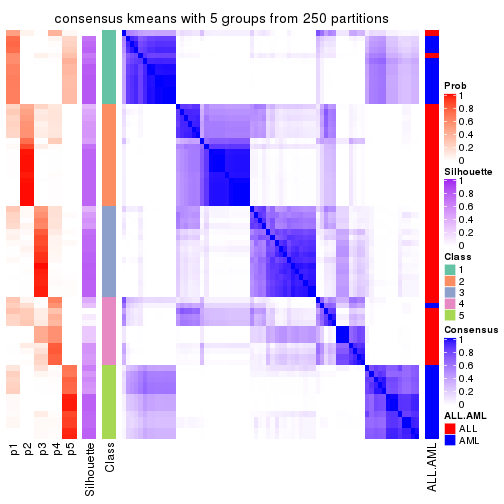 consensus kmeans with 5 groups from 250 partitions
Prob
1
0.8
0.6
0.4
0.2
0
Silhouette
1
0.8
0.6
0.4
0.2
0
Class
1
2
3
4
5
Consensus
1
0.8
0.6
0.4
0.2
0
ALL.AML
ALL
AML
p1
p2
p3
p4
p5
Silhouette
Class
ALL.AML